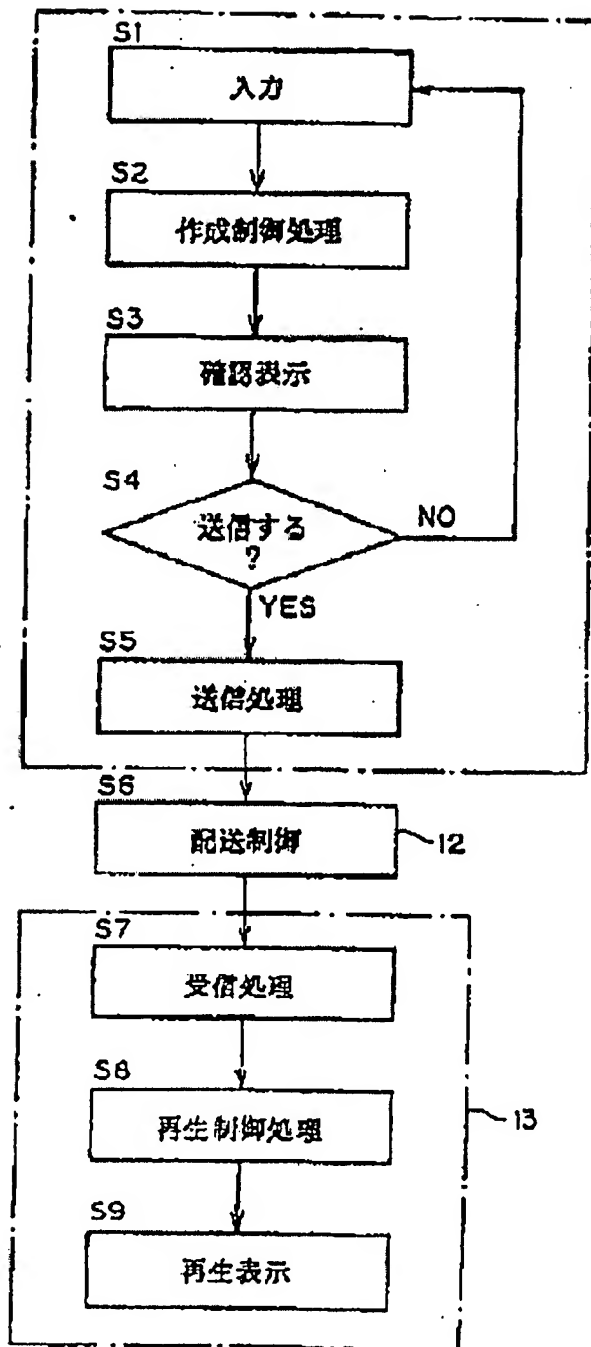 S1
入力
S2
作成制御処理
S3
確認表示
S4
送信する
?
NO
YES
S5
送信処理
S6
配送制御
12
S7
受信処理
S8
再生制御処理
13
S9
再生表示